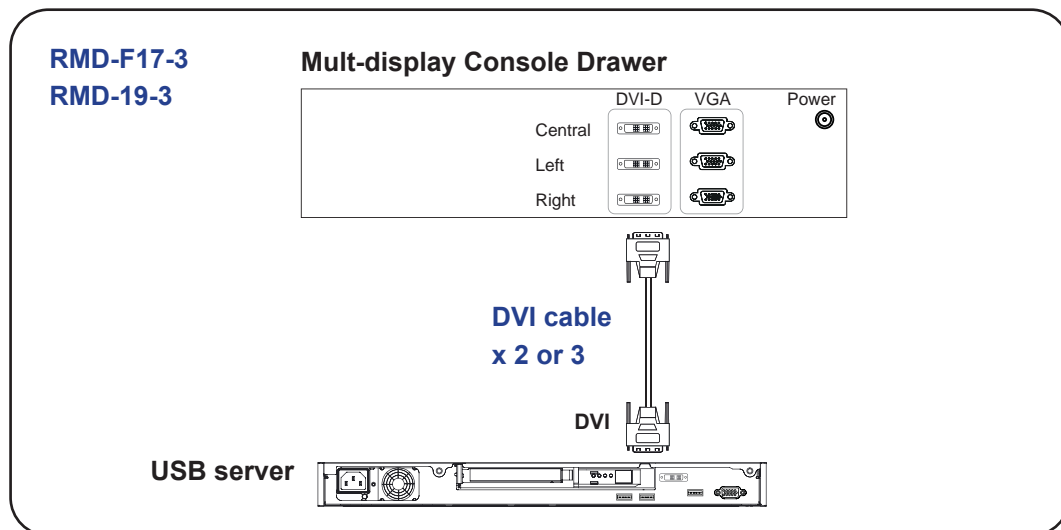 RMD-F17-3
RMD-19-3
Mult-display Console Drawer
DVI-D VGA Power
Central
Left
Right
DVI cable
x 2 or 3
DVI
USB server